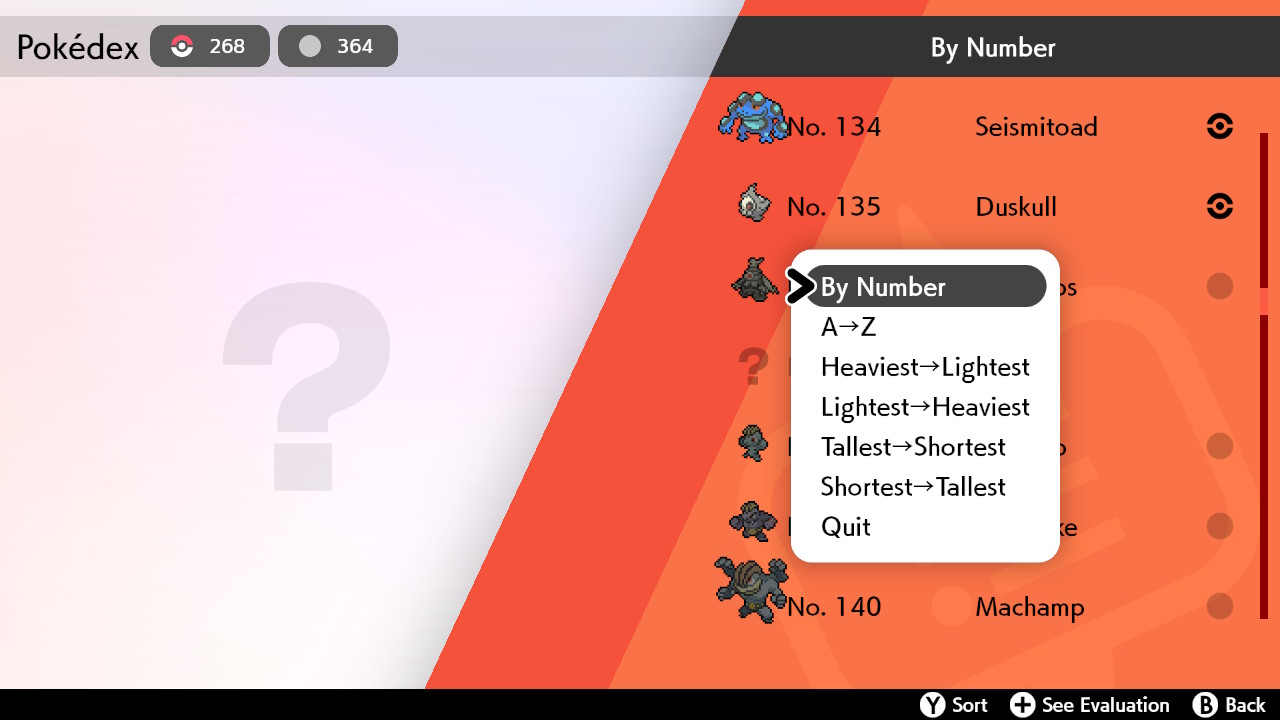 Pokédex 268 364 By Number
No. 134 Seismitoad
No. 135 Duskull
By Number
A→Z
Heaviest→Lightest
Lightest→Heaviest
Tallest→Shortest
Shortest→Tallest
Quit
No. 140 Machamp
Y Sort + See Evaluation B Back